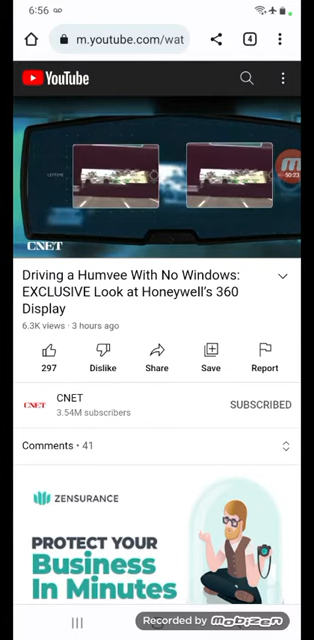 6:56
m.youtube.com/wat
4
YouTube
50:23
CNET
Driving a Humvee With No Windows:
EXCLUSIVE Look at Honeywell's 360
Display
6.3K views · 3 hours ago
297
Dislike
Share
Save
Report
CNET
CNET
3.54M subscribers
SUBSCRIBED
Comments • 41
ZENSURANCE
PROTECT YOUR
Business
In Minutes
Recorded by mobizen